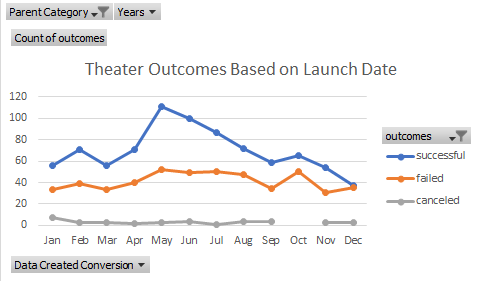 Parent Category Years
Count of outcomes
Theater Outcomes Based on Launch Date
120
100
80
60
40
20
0
Jan Feb Mar Apr May Jun Jul Aug Sep Oct Nov Dec
outcomes
successful
failed
canceled
Data Created Conversion